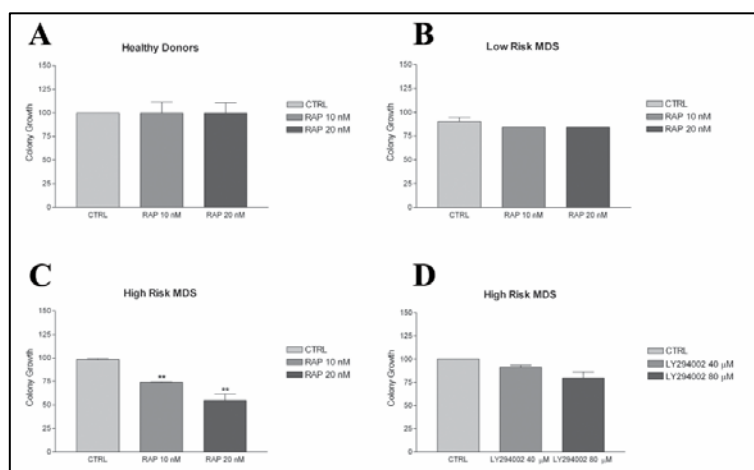 A
Healthy Donors
150
125
100
75
50
25
0
Colony Growth
CTRL
RAP 10 nM
RAP 20 nM
CTRL
RAP 10 nM
RAP 20 nM
B
Low Risk MDS
150
125
100
75
50
25
0
Colony Growth
CTRL
RAP 10 nM
RAP 20 nM
CTRL
RAP 10 nM
RAP 20 nM
C
High Risk MDS
150
125
100
75
50
25
0
Colony Growth
**
**
CTRL
RAP 10 nM
RAP 20 nM
CTRL
RAP 10 nM
RAP 20 nM
D
High Risk MDS
150
125
100
75
50
25
0
Colony Growth
CTRL
LY294002 40 μM
LY294002 80 μM
CTRL
LY294002 40 μM
LY294002 80 μM